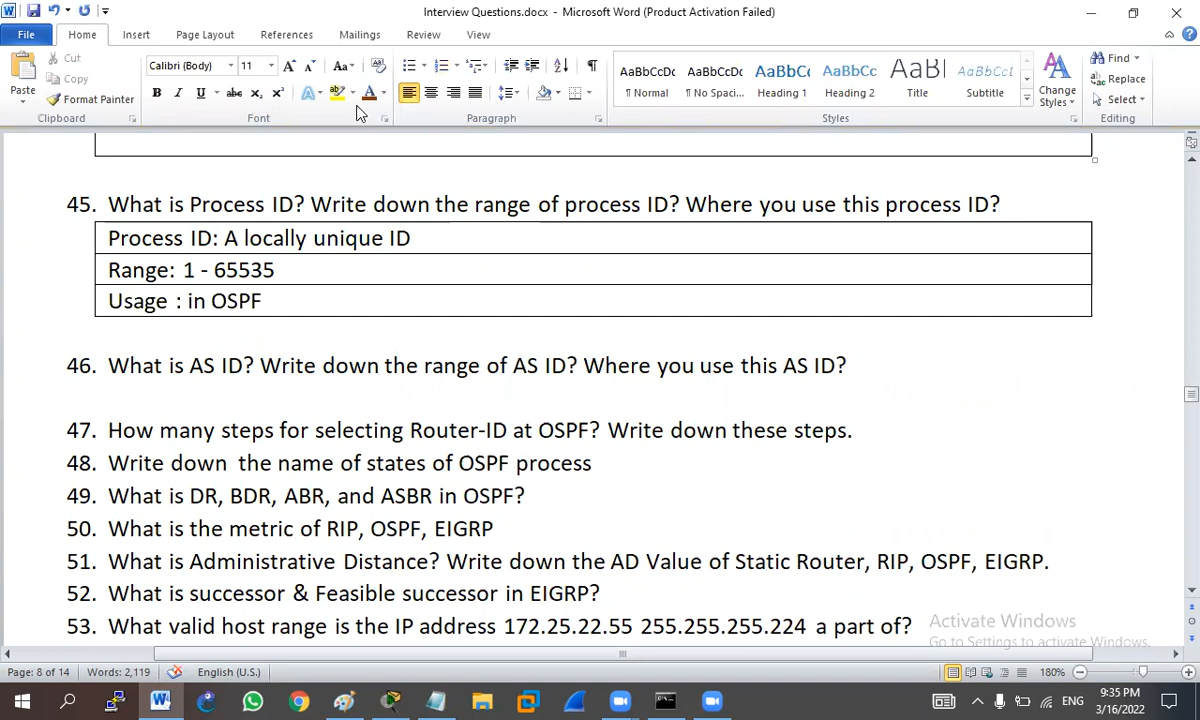 Interview Questions.docx - Microsoft Word (Product Activation Failed)
File Home Insert Page Layout References Mailings Review View
Paste
Cut
Copy
Format Painter
Clipboard
Calibri (Body) 11
Font
Paragraph
AaBbCcDc AaBbCcDc AaBbC( AaBbCc AaB AaBbCcI
¶ Normal ¶ No Spaci... Heading 1 Heading 2 Title Subtitle
Change Styles
Styles
Find
Replace
Select
Editing
45. What is Process ID? Write down the range of process ID? Where you use this process ID?
Process ID: A locally unique ID
Range: 1 - 65535
Usage : in OSPF
46. What is AS ID? Write down the range of AS ID? Where you use this AS ID?
47. How many steps for selecting Router-ID at OSPF? Write down these steps.
48. Write down the name of states of OSPF process
49. What is DR, BDR, ABR, and ASBR in OSPF?
50. What is the metric of RIP, OSPF, EIGRP
51. What is Administrative Distance? Write down the AD Value of Static Router, RIP, OSPF, EIGRP.
52. What is successor & Feasible successor in EIGRP?
53. What valid host range is the IP address 172.25.22.55 255.255.255.224 a part of?
Activate Windows
Go to Settings to activate Windows.
Page: 8 of 14 Words: 2,119 English (U.S.) 180%
ENG
9:35 PM
3/16/2022